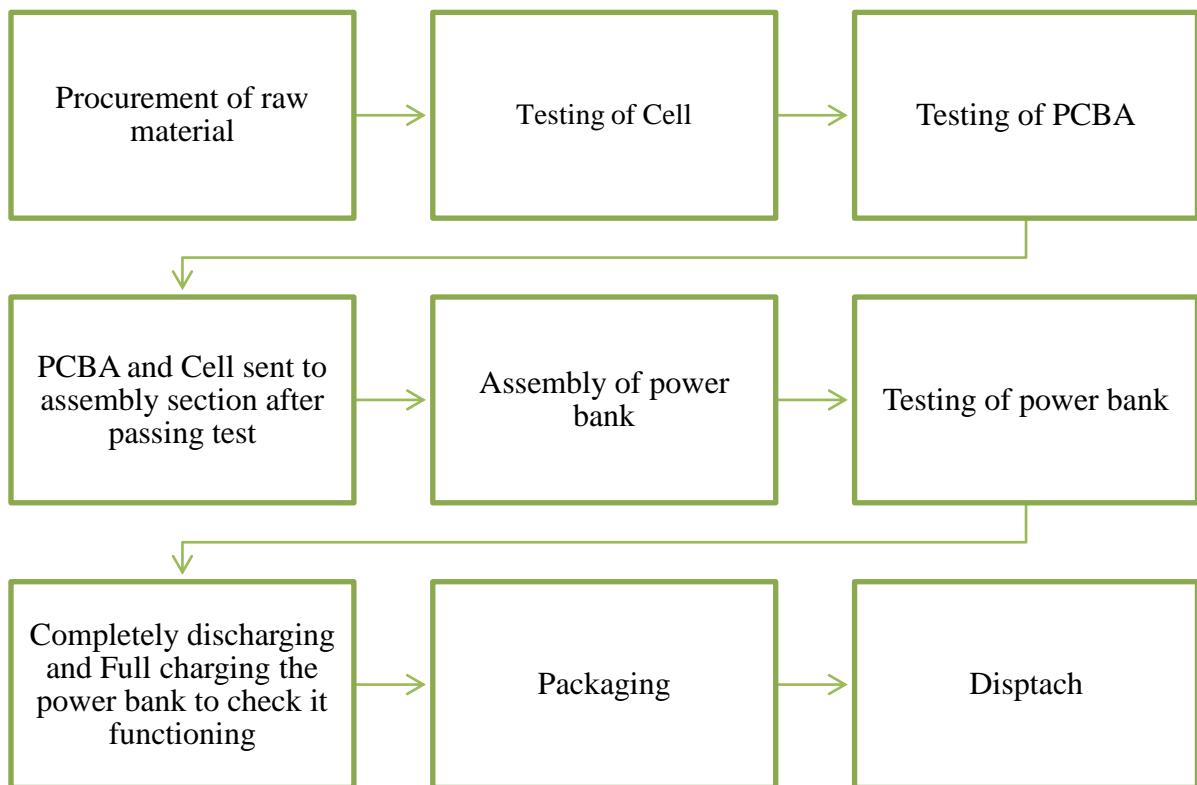 Procurement of raw
material
Testing of Cell
Testing of PCBA
PCBA and Cell sent to
assembly section after
passing test
Assembly of power
bank
Testing of power bank
Completely discharging
and Full charging the
power bank to check it
functioning
Packaging
Disptach